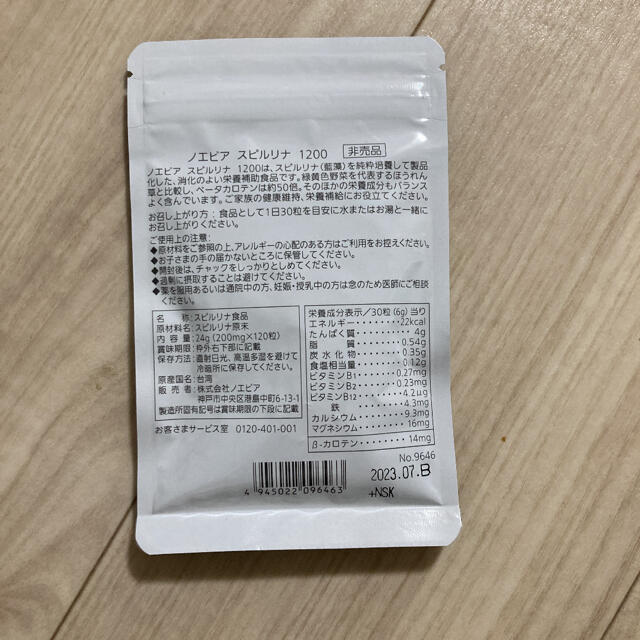 ノエビア スピルリナ 1200 非売品
ノエビア スピルリナ 1200は、スピルリナ(藍藻)を純粋培養して製品
化した、消化のよい栄養補助食品です。緑黄色野菜を代表するほうれん
草と比較し、ベータカロテンは約50倍。そのほかの栄養成分もバランス
よく含んでいます。ご家族の健康維持、栄養補給にお役立てください。
お召し上がり方：食品として1日30粒を目安に水またはお湯と一緒に
お召し上がりください。
ご使用上の注意：
◆原材料をご参照の上、アレルギーの心配のある方はご利用をお控えください。
◆お子さまの手の届かないところに保管してください。
◆開封後は、チャックをしっかりとしめてください。
◆過剰に摂取することは避けてください。
◆薬を服用あるいは通院中の方、妊娠・授乳中の方は念のため医師にご相談
ください。
名 称：スピルリナ食品
原材料名：スピルリナ原末
内 容 量：24g(200mg×120粒)
賞味期限：枠外右下部に記載
保存方法：直射日光、高温多湿を避けて
冷暗所に保存してください。
原産国名：台湾
販 売 者：株式会社ノエビア
神戸市中央区港島中町6-13-1
製造所固有記号は賞味期限の下段に記載
お客さまサービス室 0120-401-001
栄養成分表示／30粒(6g)当り
エネルギー 22kcal
たんぱく質 4g
脂質 0.54g
炭水化物 0.35g
食塩相当量 0.12g
ビタミンB1 0.27mg
ビタミンB2 0.23mg
ビタミンB12 4.2μg
鉄 4.3mg
カルシウム 9.3mg
マグネシウム 16mg
β-カロテン 14mg
No.9646
2023.07.B
+NSK
4 945022 096463